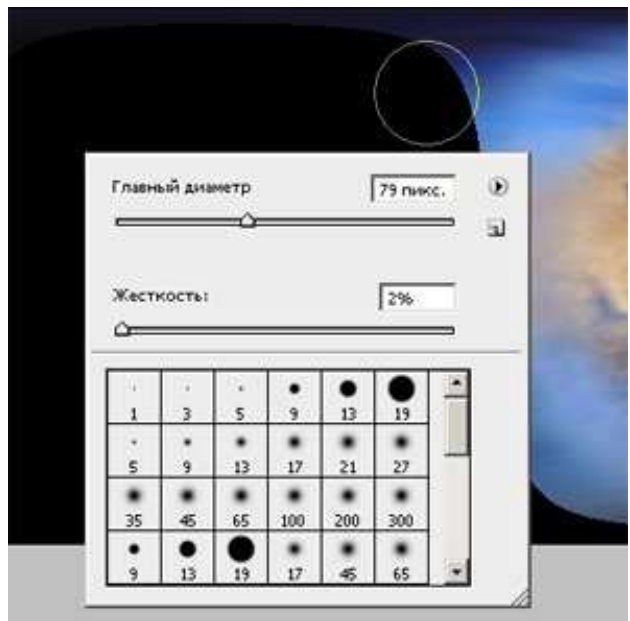 Главный диаметр 79 пикс.
Жесткость: 2%
1 3 5 9 13 19
5 9 13 17 21 27
35 45 65 100 200 300
9 13 19 17 45 65